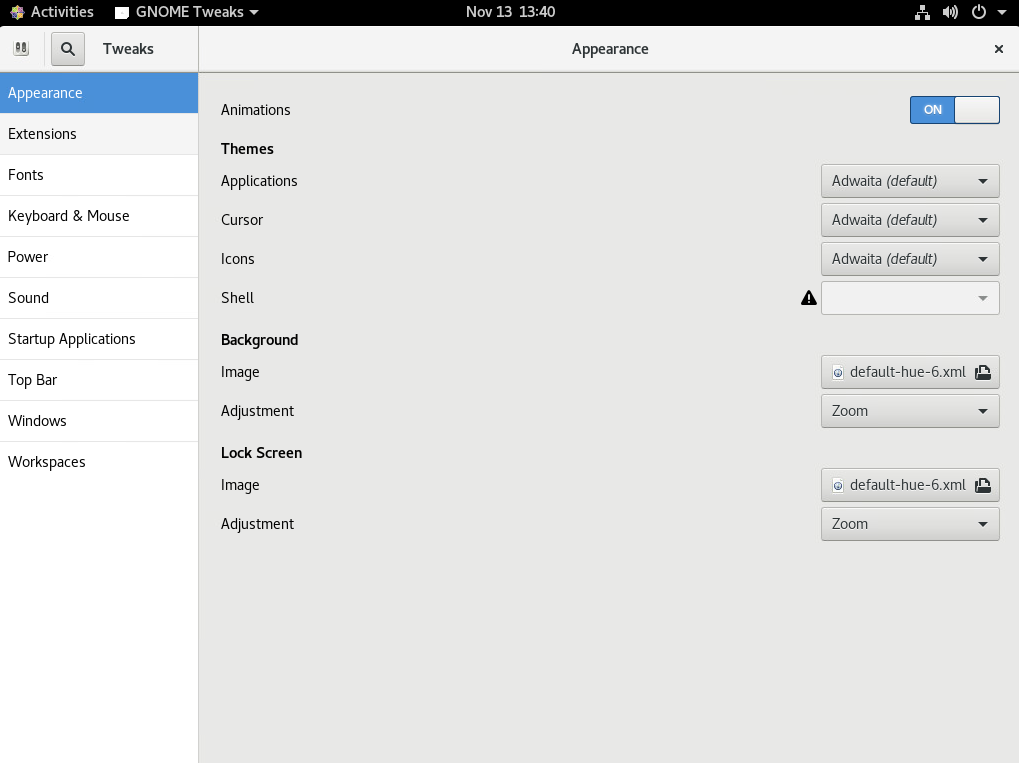 Activities GNOME Tweaks Nov 13 13:40
Tweaks Appearance
Appearance
Extensions
Fonts
Keyboard & Mouse
Power
Sound
Startup Applications
Top Bar
Windows
Workspaces
Animations ON
Themes
Applications Adwaita (default)
Cursor Adwaita (default)
Icons Adwaita (default)
Shell
Background
Image default-hue-6.xml
Adjustment Zoom
Lock Screen
Image default-hue-6.xml
Adjustment Zoom